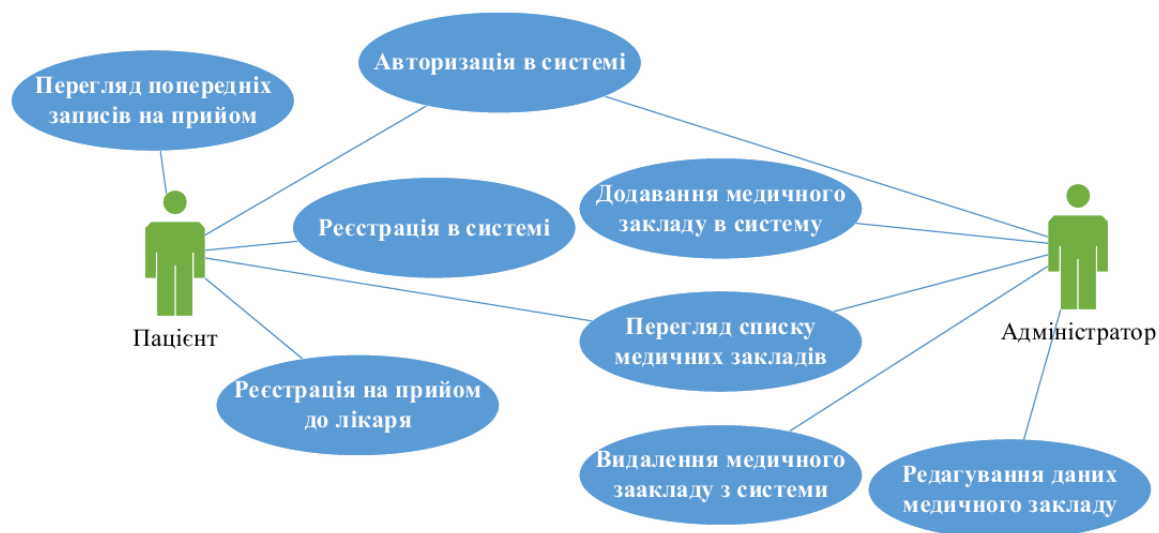 Авторизація в системі
Перегляд попередніх
записів на прийом
Додавання медичного
закладу в систему
Реєстрація в системі
Пацієнт
Перегляд списку
медичних закладів
Адміністратор
Реєстрація на прийом
до лікаря
Видалення медичного
заакладу з системи
Редагування даних
медичного закладу